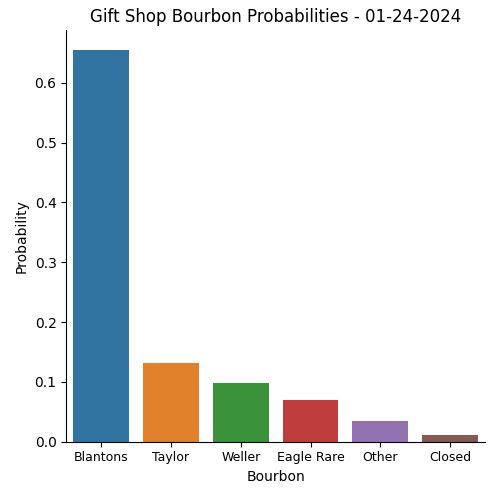 Gift Shop Bourbon Probabilities - 01-24-2024
Probability
0.6
0.5
0.4
0.3
0.2
0.1
0.0
Blantons Taylor Weller Eagle Rare Other Closed
Bourbon